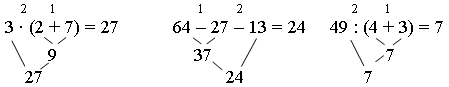 2 1 1 2 2 1
3 · (2 + 7) = 27 64 – 27 – 13 = 24 49 : (4 + 3) = 7
9 37 7
27 24 7